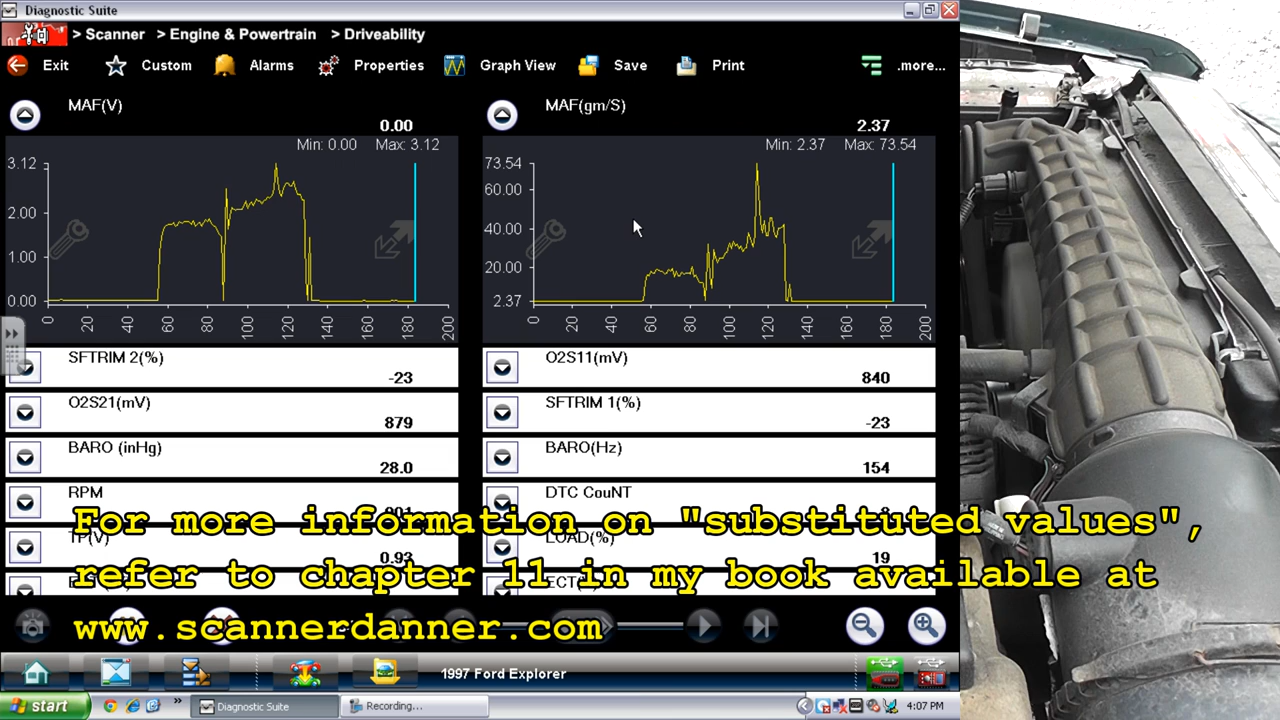 Diagnostic Suite
> Scanner > Engine & Powertrain > Driveability
Exit Custom Alarms Properties Graph View Save Print .more...
MAF(V)
0.00
Min: 0.00 Max: 3.12
3.12
2.00
1.00
0.00
0 20 40 60 80 100 120 140 160 180 200
MAF(gm/S)
2.37
Min: 2.37 Max: 73.54
73.54
60.00
40.00
20.00
2.37
0 20 40 60 80 100 120 140 160 180 200
SFTRIM 2(%)
-23
O2S11(mV)
840
O2S21(mV)
879
SFTRIM 1(%)
-23
BARO (inHg)
28.0
BARO(Hz)
154
RPM
DTC CouNT
TP(V)
0.93
LOAD(%)
19
For more information on "substituted values",
refer to chapter 11 in my book available at
www.scannerdanner.com
1997 Ford Explorer
start
Diagnostic Suite
Recording...
4:07 PM